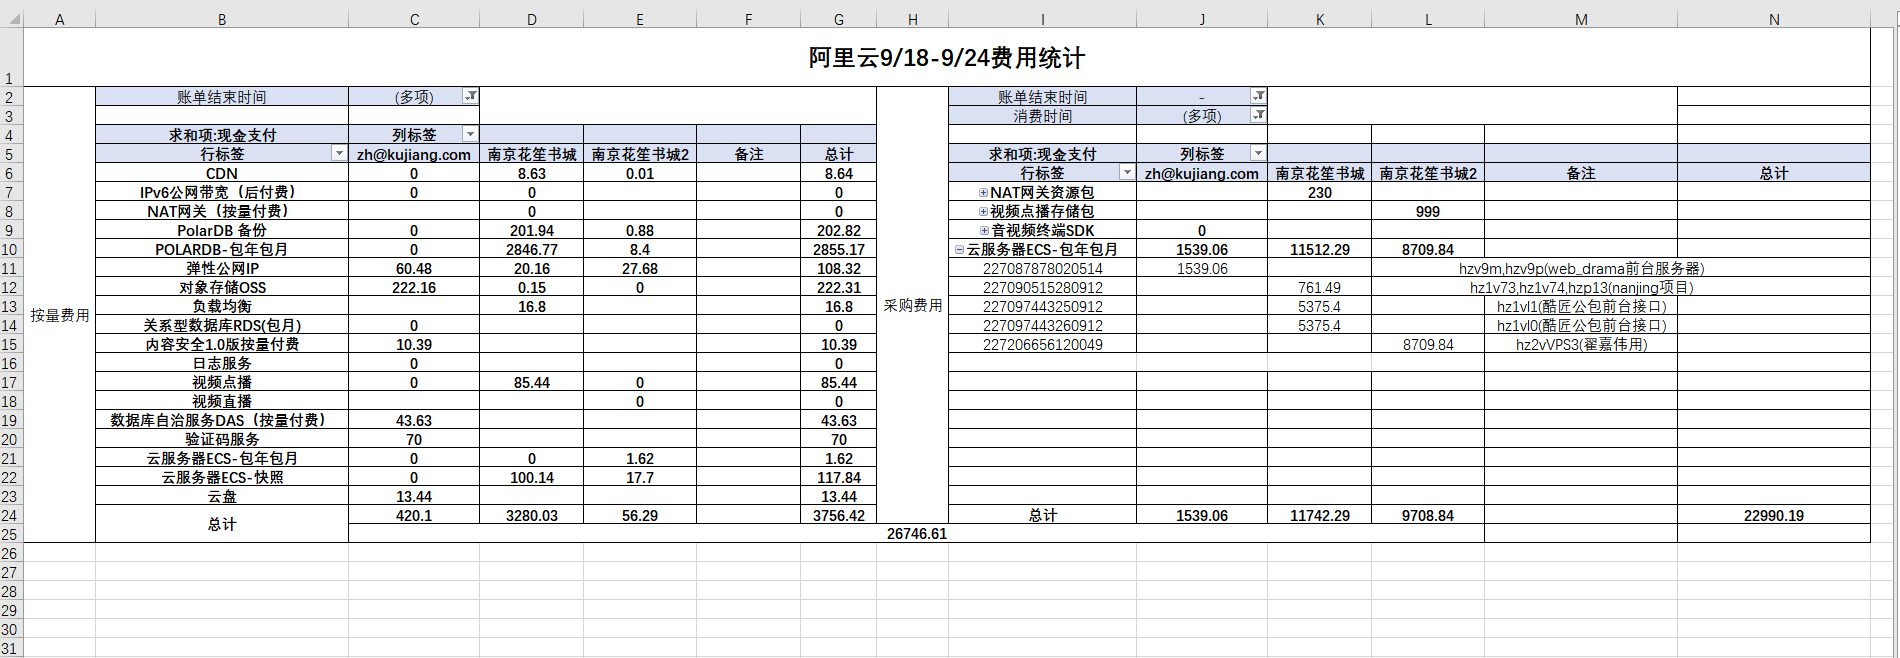 A B C D E F G H I J K L M N
1 阿里云9/18-9/24费用统计
2 账单结束时间 (多项) 账单结束时间 -
3 消费时间 (多项)
4 求和项:现金支付 列标签
5 行标签 zh@kujiang.com 南京花笙书城 南京花笙书城2 备注 总计 求和项:现金支付 列标签
6 CDN 0 8.63 0.01 8.64 行标签 zh@kujiang.com 南京花笙书城 南京花笙书城2 备注 总计
7 IPv6公网带宽（后付费） 0 0 0 NAT网关资源包 230
8 NAT网关（按量付费） 0 0 视频点播存储包 999
9 PolarDB 备份 0 201.94 0.88 202.82 音视频终端SDK 0
10 POLARDB-包年包月 0 2846.77 8.4 2855.17 云服务器ECS-包年包月 1539.06 11512.29 8709.84
11 弹性公网IP 60.48 20.16 27.68 108.32 227087878020514 1539.06 hzv9m,hzv9p(web_drama前台服务器)
12 对象存储OSS 222.16 0.15 0 222.31 227090515280912 761.49 hz1v73,hz1v74,hzp13(nanjing项目)
13 按量费用 负载均衡 16.8 16.8 采购费用 227097443250912 5375.4 hz1vl1(酷匠公包前台接口)
14 关系型数据库RDS(包月) 0 0 227097443260912 5375.4 hz1vl0(酷匠公包前台接口)
15 内容安全1.0版按量付费 10.39 10.39 227206656120049 8709.84 hz2vVPS3(翟嘉伟用)
16 日志服务 0 0
17 视频点播 0 85.44 0 85.44
18 视频直播 0 0
19 数据库自治服务DAS（按量付费） 43.63 43.63
20 验证码服务 70 70
21 云服务器ECS-包年包月 0 0 1.62 1.62
22 云服务器ECS-快照 0 100.14 17.7 117.84
23 云盘 13.44 13.44
24 总计 420.1 3280.03 56.29 3756.42 总计 1539.06 11742.29 9708.84 22990.19
25 26746.61
26
27
28
29
30
31